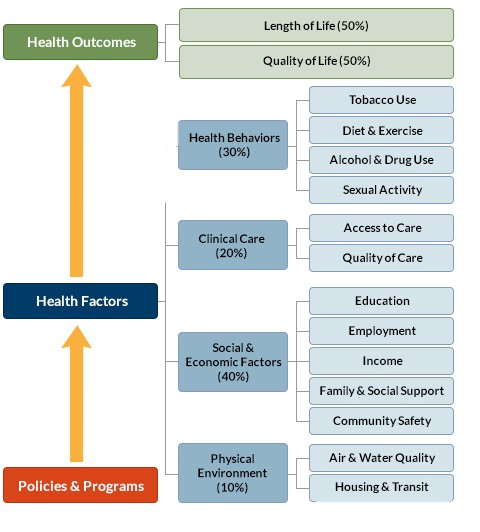 Health Outcomes
Length of Life (50%)
Quality of Life (50%)
Health Behaviors
(30%)
Tobacco Use
Diet & Exercise
Alcohol & Drug Use
Sexual Activity
Clinical Care
(20%)
Access to Care
Quality of Care
Health Factors
Social &
Economic Factors
(40%)
Education
Employment
Income
Family & Social Support
Community Safety
Physical
Environment
(10%)
Air & Water Quality
Housing & Transit
Policies & Programs